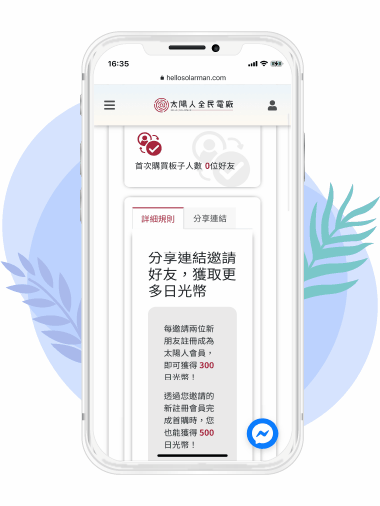 16:35
hellosolarman.com
太陽人全民電廠
首次購買板子人數 0位好友
詳細規則
分享連結
分享連結邀請
好友，獲取更
多日光幣
每邀請兩位新
朋友註冊成為
太陽人會員，
即可獲得 300
日光幣！
透過您邀請的
新註冊會員完
成首購時，您
也能獲得 500
日光幣！